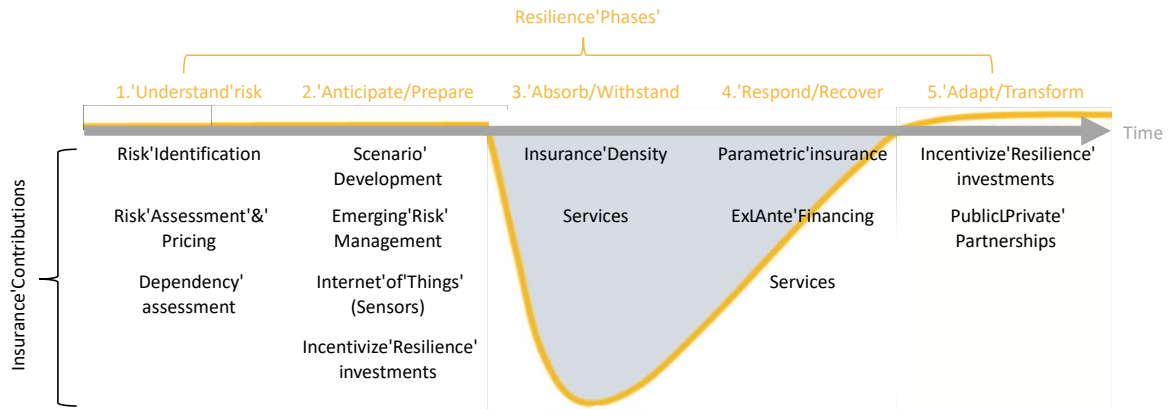 Resilience'Phases'
1.'Understand'risk
2.'Anticipate/Prepare
3.'Absorb/Withstand
4.'Respond/Recover
5.'Adapt/Transform
Time
Insurance'Contributions
Risk'Identification
Risk'Assessment'&'
Pricing
Dependency'
assessment
Scenario'
Development
Emerging'Risk'
Management
Internet'of'Things'
(Sensors)
Incentivize'Resilience'
investments
Insurance'Density
Services
Parametric'insurance
ExLAnte'Financing
Services
Incentivize'Resilience'
investments
PublicLPrivate'
Partnerships